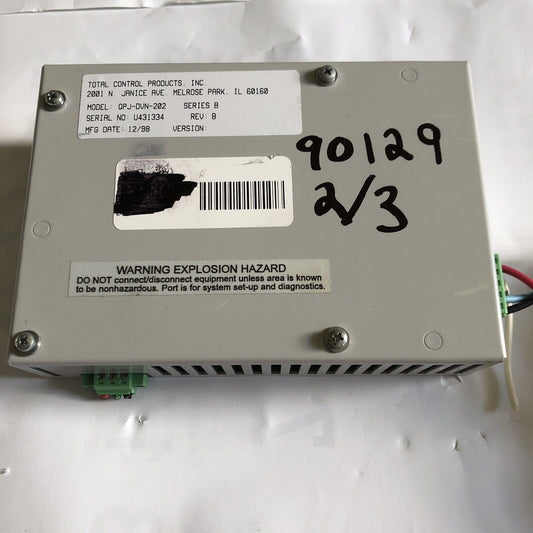 TOTAL CONTROL PRODUCTS, INC
2001 N. JANICE AVE. MELROSE PARK, IL 60160
MODEL: QPJ-DVN-202 SERIES B
SERIAL NO: U431334 REV: B
MFG DATE: 12/98 VERSION:
90129
2/3
WARNING EXPLOSION HAZARD
DO NOT connect/disconnect equipment unless area is known
to be nonhazardous. Port is for system set-up and diagnostics.